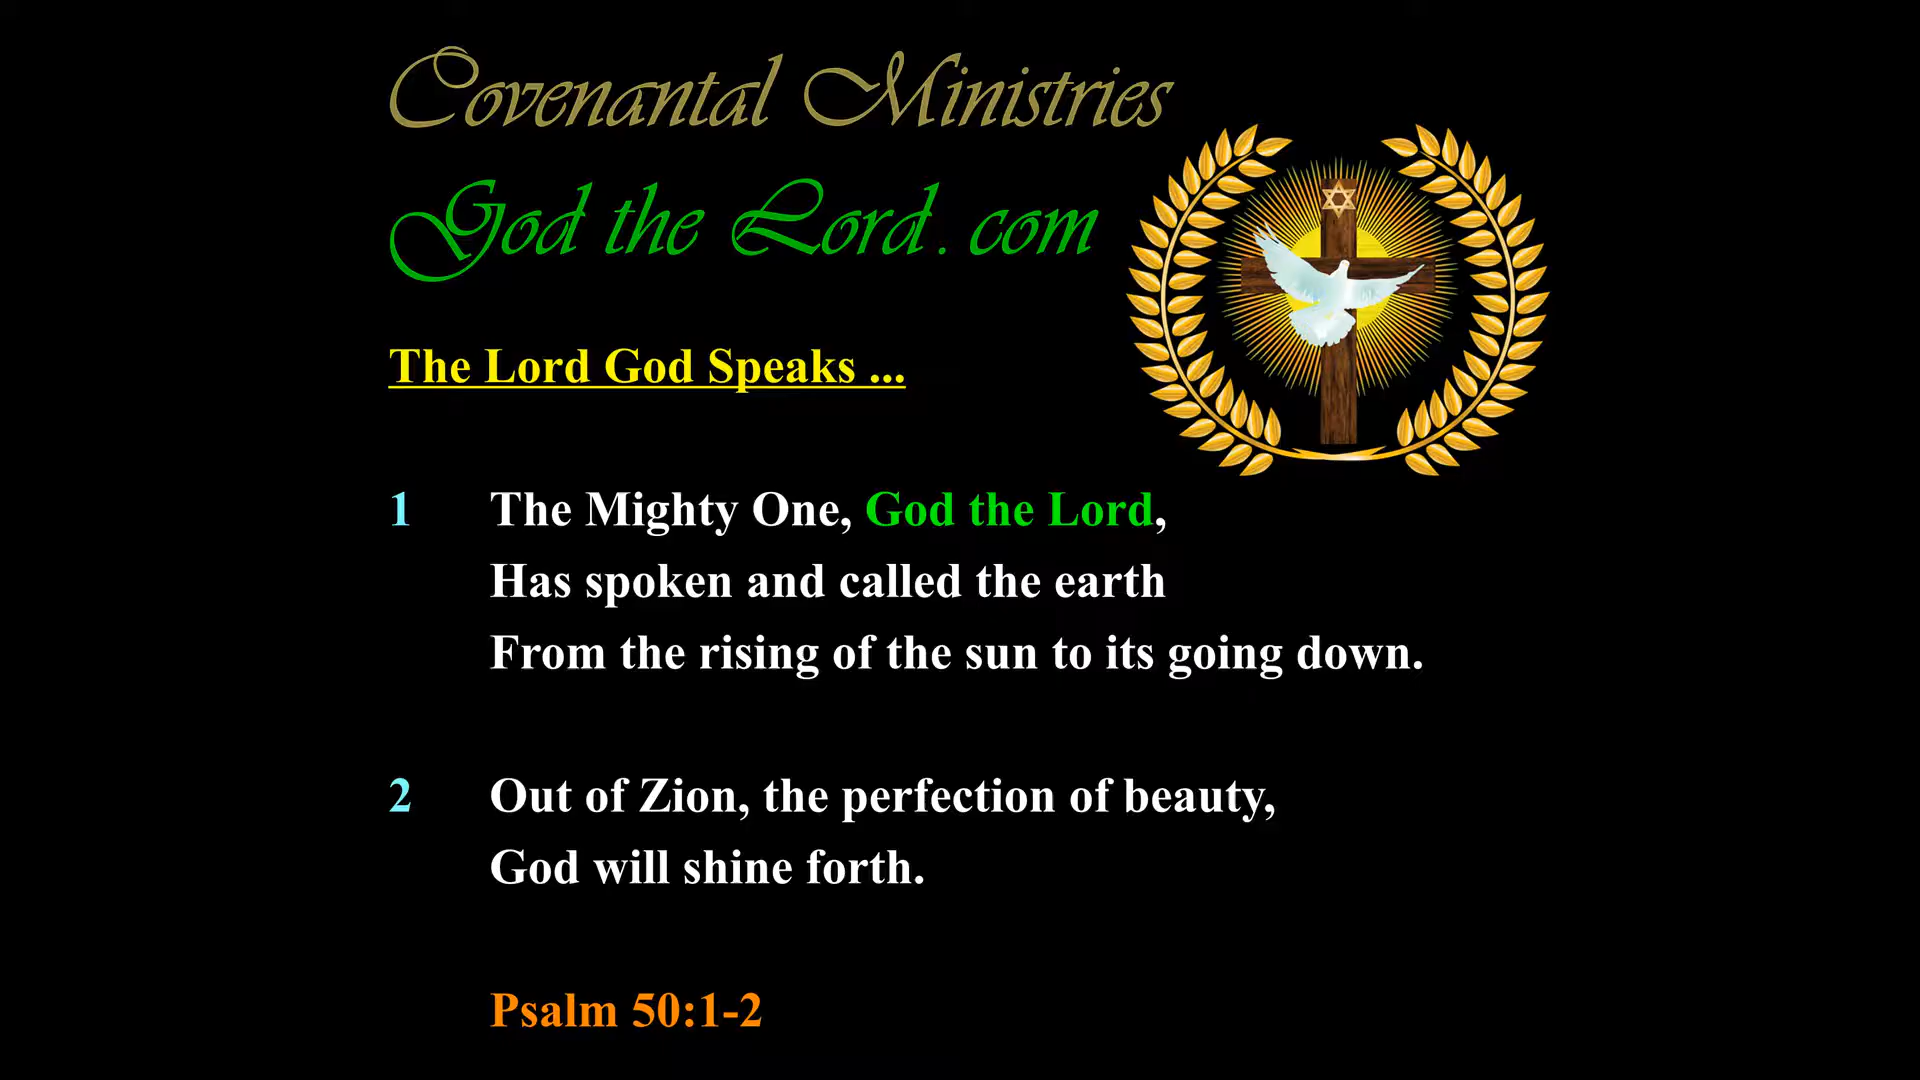 Covenantal Ministries
God the Lord.com
The Lord God Speaks ...
1 The Mighty One, God the Lord,
Has spoken and called the earth
From the rising of the sun to its going down.
2 Out of Zion, the perfection of beauty,
God will shine forth.
Psalm 50:1-2